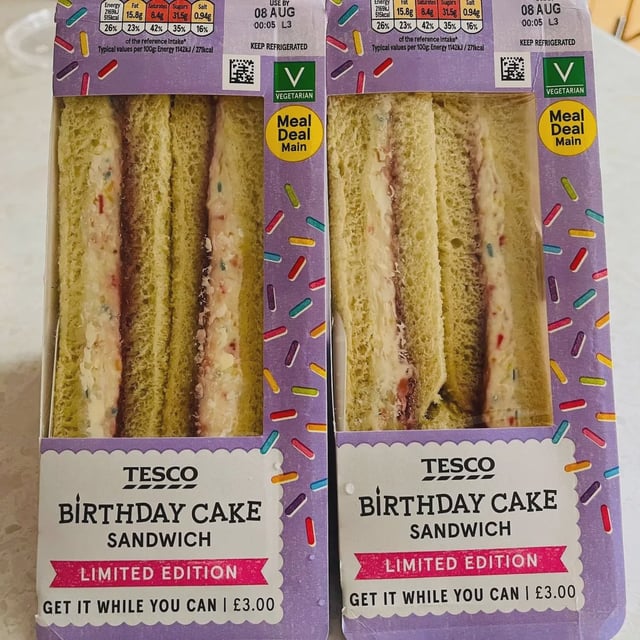 Energy Fat Saturates Sugars Salt
15.8g 8.4g 31.5g 0.94g
26% 23% 42% 35% 16%
of the reference intake*
Typical values per 100g: Energy 1142kJ / 271kcal
USE BY
08 AUG
00:05 L3
KEEP REFRIGERATED
V
VEGETARIAN
Meal
Deal
Main
TESCO
BIRTHDAY CAKE
SANDWICH
LIMITED EDITION
GET IT WHILE YOU CAN | £3.00
Energy Fat Saturates Sugars Salt
15.8g 8.4g 31.5g 0.94g
26% 23% 42% 35% 16%
of the reference intake*
Typical values per 100g: Energy 1142kJ / 271kcal
08 AUG
00:05 L3
KEEP REFRIGERATED
V
VEGETARIAN
Meal
Deal
Main
TESCO
BIRTHDAY CAKE
SANDWICH
LIMITED EDITION
GET IT WHILE YOU CAN | £3.00